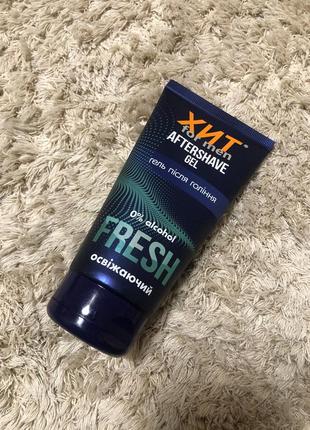 ХИТ®
for men
AFTERSHAVE
GEL
гель після гоління
0% alcohol
FRESH
освіжаючий